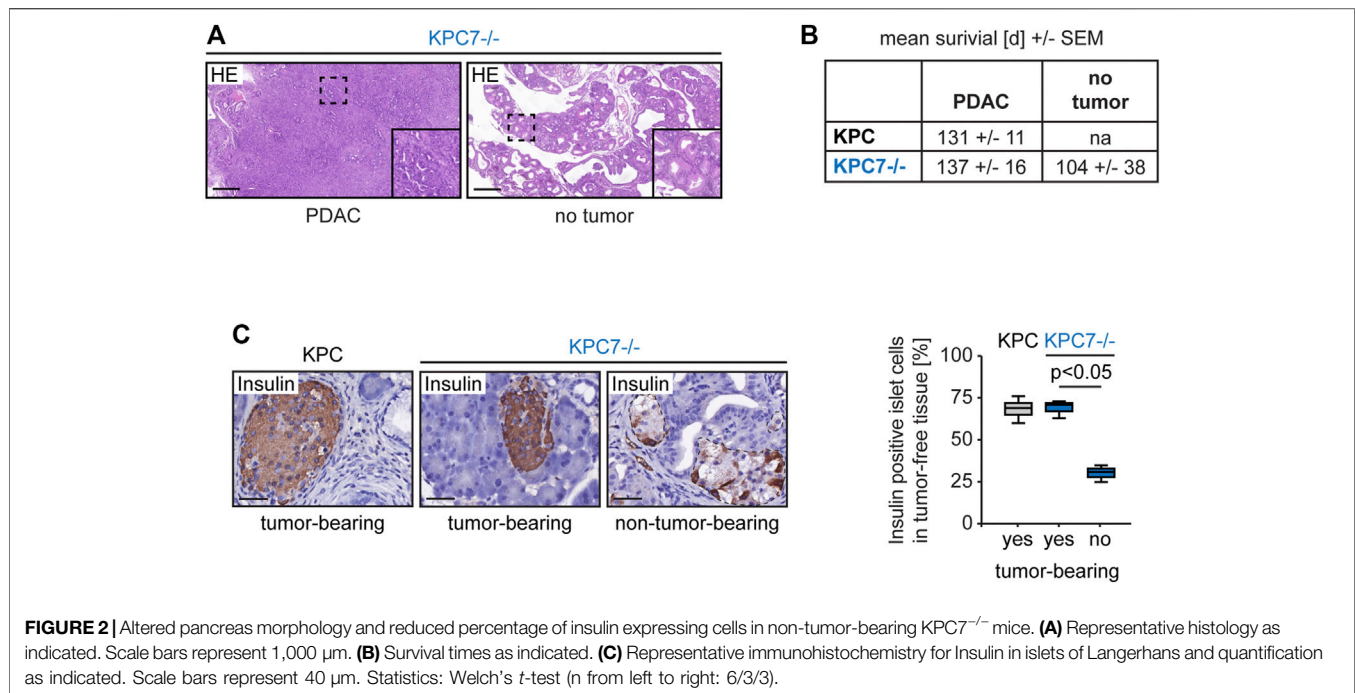 A
KPC7-/-
HE
HE
PDAC
no tumor
B
mean surivial [d] +/- SEM
PDAC
no
tumor
KPC
131 +/- 11
na
KPC7-/-
137 +/- 16
104 +/- 38
C
KPC
KPC7-/-
Insulin
Insulin
Insulin
tumor-bearing
tumor-bearing
non-tumor-bearing
KPC KPC7-/-
p<0.05
Insulin positive islet cells
in tumor-free tissue [%]
100
75
50
25
0
yes yes no
tumor-bearing
FIGURE 2 | Altered pancreas morphology and reduced percentage of insulin expressing cells in non-tumor-bearing KPC7−/− mice. (A) Representative histology as
indicated. Scale bars represent 1,000 µm. (B) Survival times as indicated. (C) Representative immunohistochemistry for Insulin in islets of Langerhans and quantification
as indicated. Scale bars represent 40 µm. Statistics: Welch's t-test (n from left to right: 6/3/3).